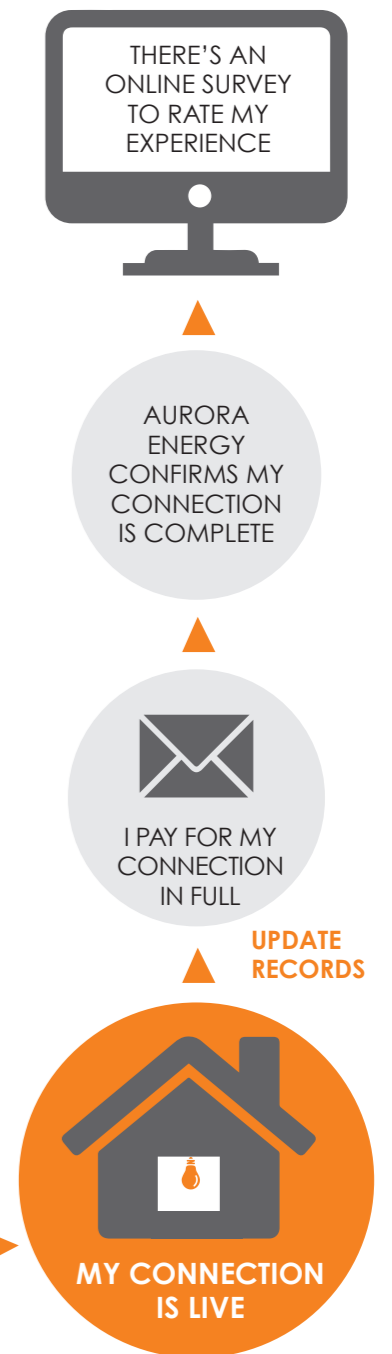 THERE'S AN
ONLINE SURVEY
TO RATE MY
EXPERIENCE
AURORA
ENERGY
CONFIRMS MY
CONNECTION
IS COMPLETE
I PAY FOR MY
CONNECTION
IN FULL
UPDATE
RECORDS
MY CONNECTION
IS LIVE